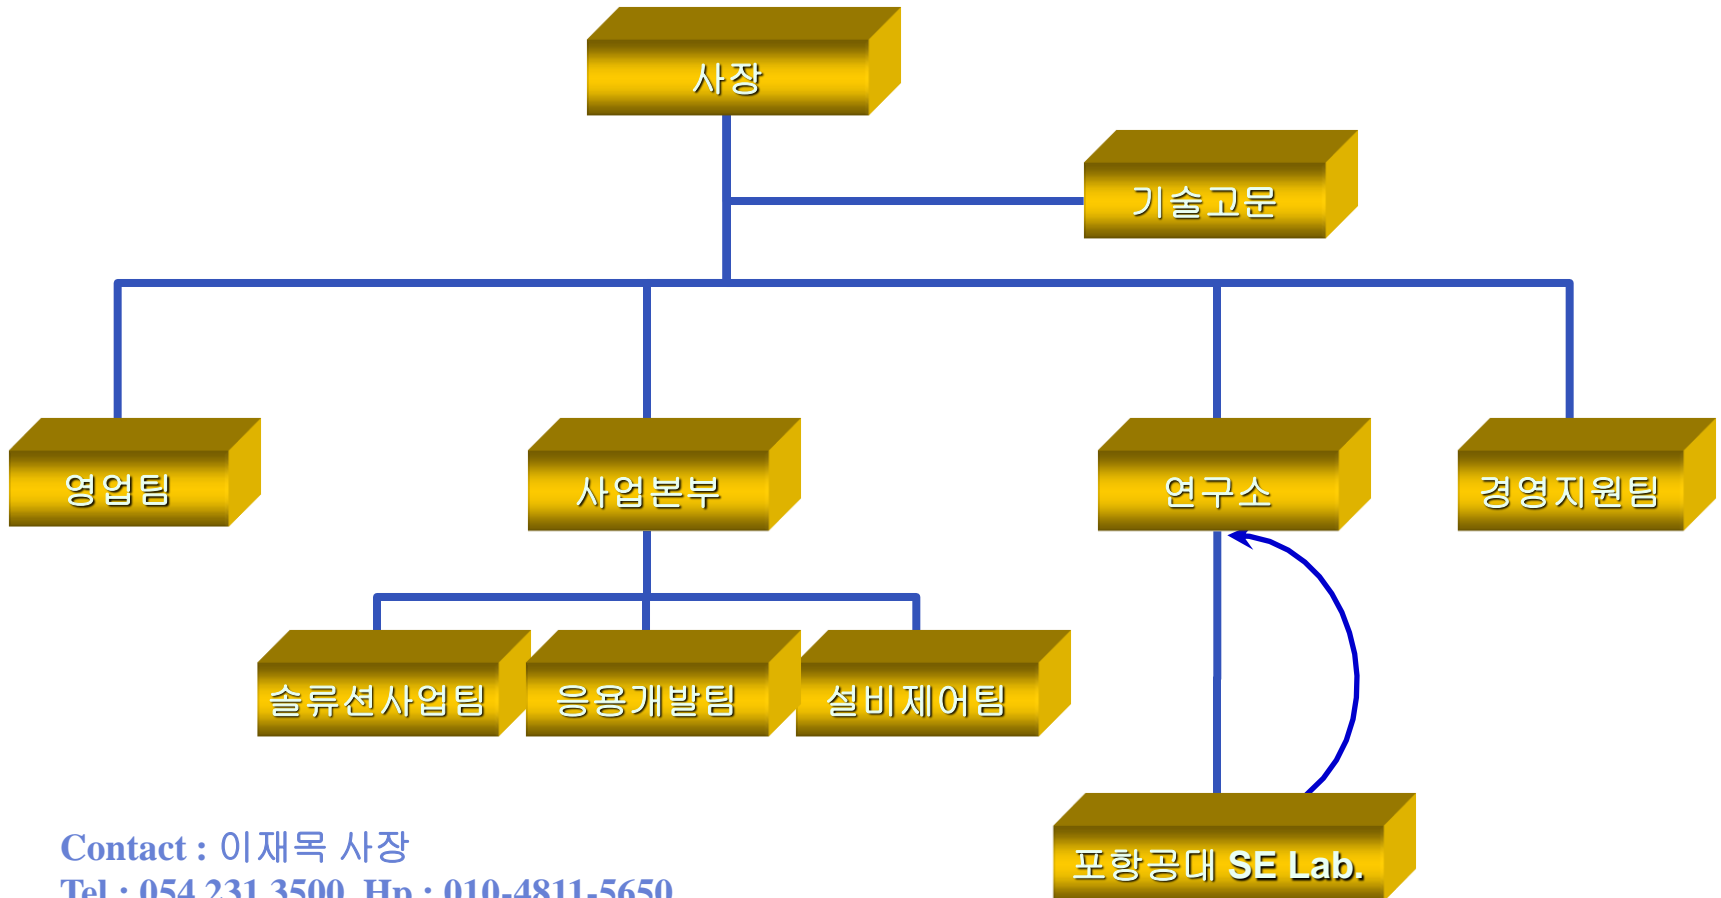 사장
기술고문
영업팀
사업본부
연구소
경영지원팀
솔류션사업팀
응용개발팀
설비제어팀
포항공대 SE Lab.
Contact : 이재목 사장
Tel : 054 231 3500 Hp : 010-4811-5650